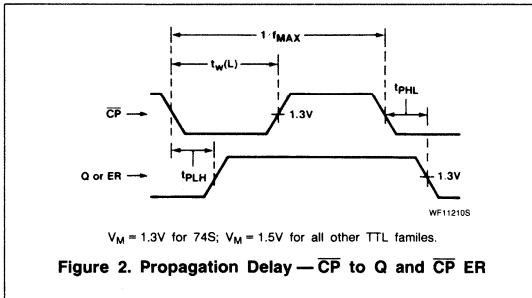 1/fMAX
tw(L)
tPHL
CP
1.3V
Q or ER
tPLH
1.3V
WF11210S
VM = 1.3V for 74S; VM = 1.5V for all other TTL familes.
Figure 2. Propagation Delay — CP to Q and CP ER